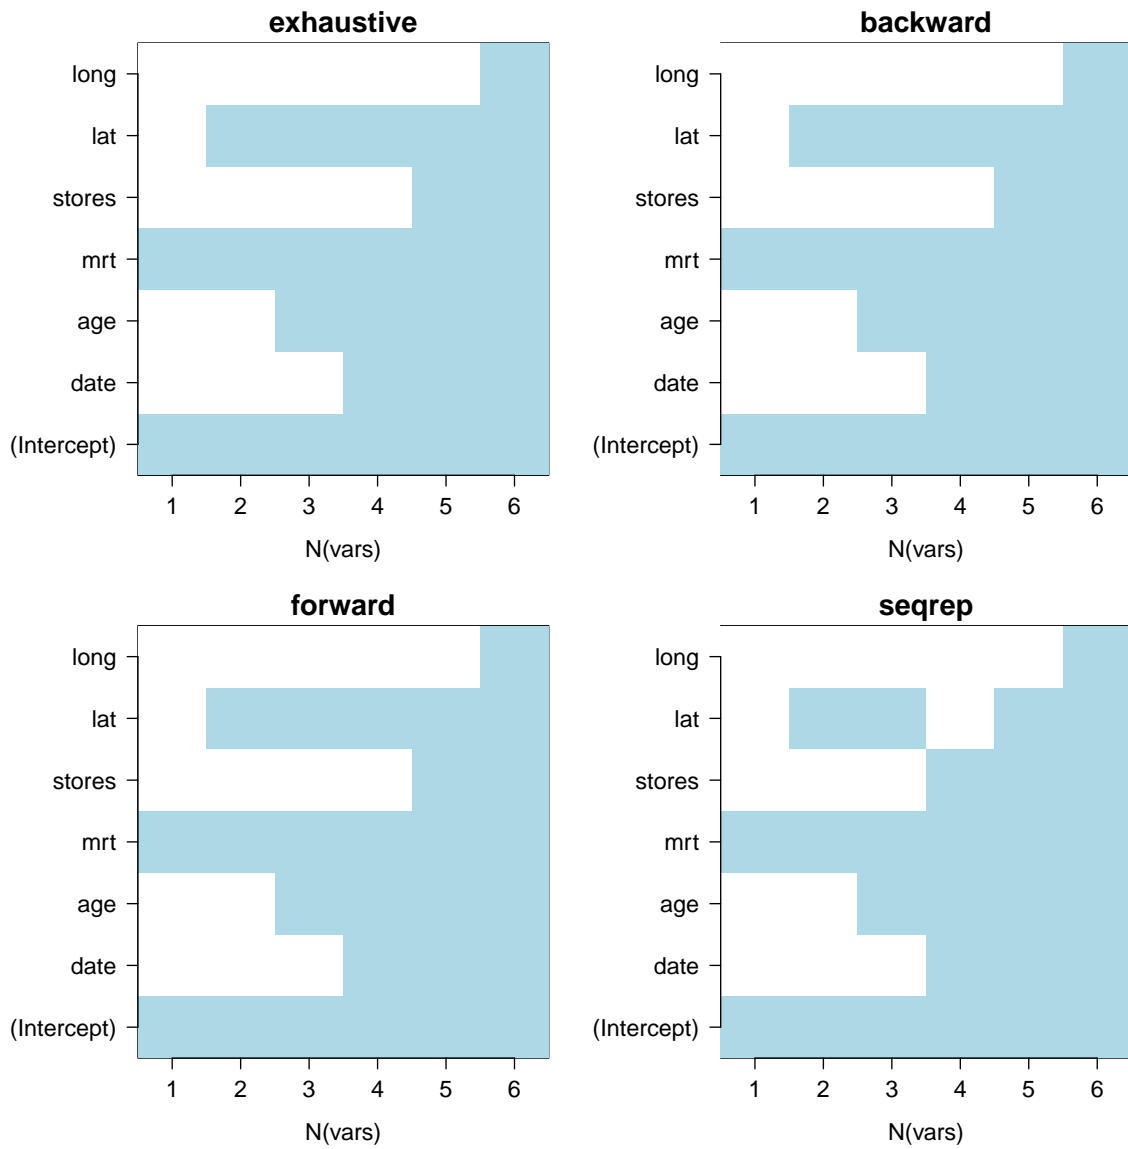 exhaustive
long
lat
stores
mrt
age
date
(Intercept)
1 2 3 4 5 6
N(vars)
backward
long
lat
stores
mrt
age
date
(Intercept)
1 2 3 4 5 6
N(vars)
forward
long
lat
stores
mrt
age
date
(Intercept)
1 2 3 4 5 6
N(vars)
seqrep
long
lat
stores
mrt
age
date
(Intercept)
1 2 3 4 5 6
N(vars)